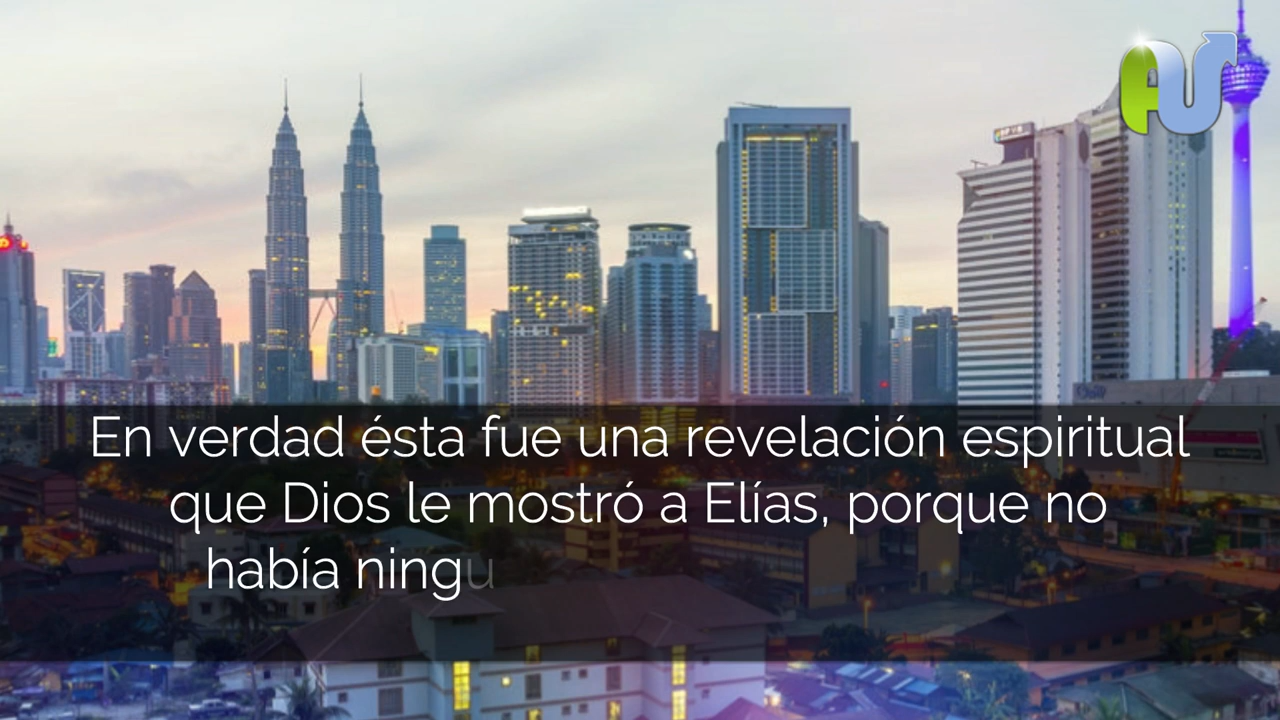 En verdad ésta fue una revelación espiritual
que Dios le mostró a Elías, porque no
había ningu